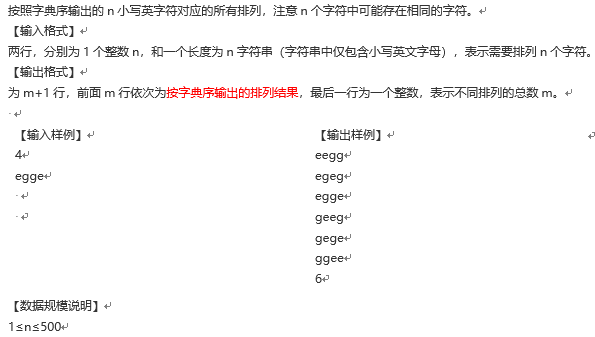 按照字典序输出的 n 小写英字符对应的所有排列，注意 n 个字符中可能存在相同的字符。
【输入格式】
两行，分别为 1 个整数 n，和一个长度为 n 字符串（字符串中仅包含小写英文字母），表示需要排列 n 个字符。
【输出格式】
为 m+1 行，前面 m 行依次为按字典序输出的排列结果，最后一行为一个整数，表示不同排列的总数 m。
【输入样例】
4
egge
【输出样例】
eegg
egeg
egge
geeg
gege
ggee
6
【数据规模说明】
1≤n≤500